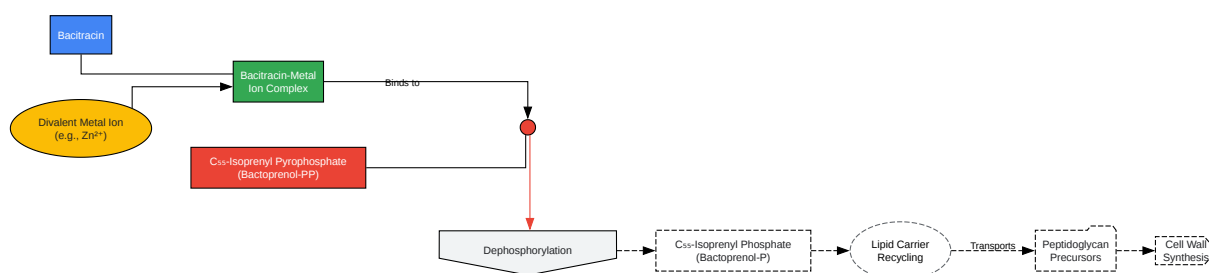 Bacitracin
Bacitracin-Metal
Ion Complex
Binds to
Divalent Metal Ion
(e.g., Zn²⁺)
C₅₅-Isoprenyl Pyrophosphate
(Bactoprenol-PP)
Dephosphorylation
C₅₅-Isoprenyl Phosphate
(Bactoprenol-P)
Lipid Carrier
Recycling
Transports
Peptidoglycan
Precursors
Cell Wall
Synthesis